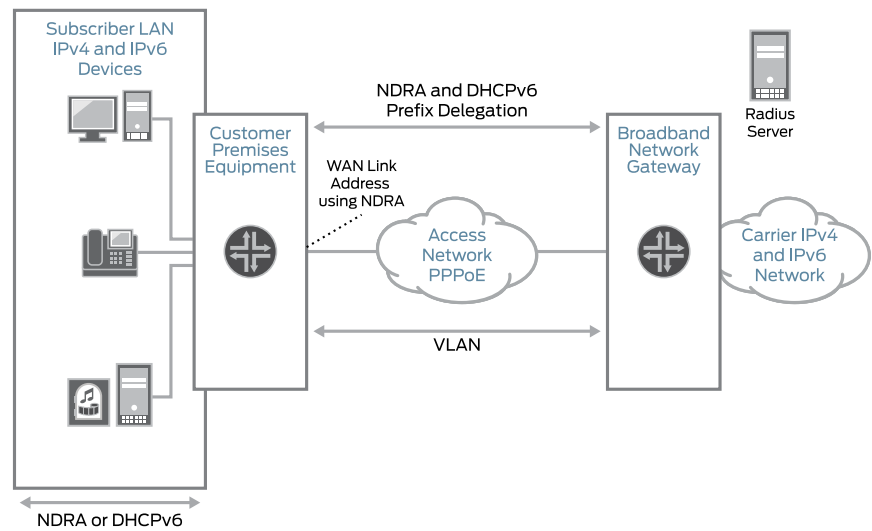 Subscriber LAN
IPv4 and IPv6
Devices
NDRA and DHCPv6
Prefix Delegation
Radius
Server
Customer
Premises
Equipment
Broadband
Network
Gateway
WAN Link
Address
using NDRA
Access
Network
PPPoE
Carrier IPv4
and IPv6
Network
VLAN
NDRA or DHCPv6